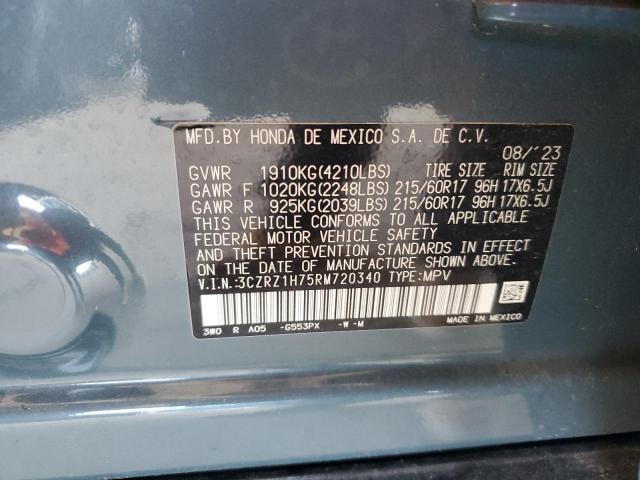 MFD.BY HONDA DE MEXICO S.A. DE C.V.
08/'23
GVWR 1910KG(4210LBS) TIRE SIZE RIM SIZE
GAWR F 1020KG(2248LBS) 215/60R17 96H 17X6.5J
GAWR R 925KG(2039LBS) 215/60R17 96H 17X6.5J
THIS VEHICLE CONFORMS TO ALL APPLICABLE
FEDERAL MOTOR VEHICLE SAFETY
AND THEFT PREVENTION STANDARDS IN EFFECT
ON THE DATE OF MANUFACTURE SHOWN ABOVE.
V.I.N.:3CZRZ1H75RM720340 TYPE:MPV
3W0 R A05 -G553PX -W-M MADE IN MEXICO